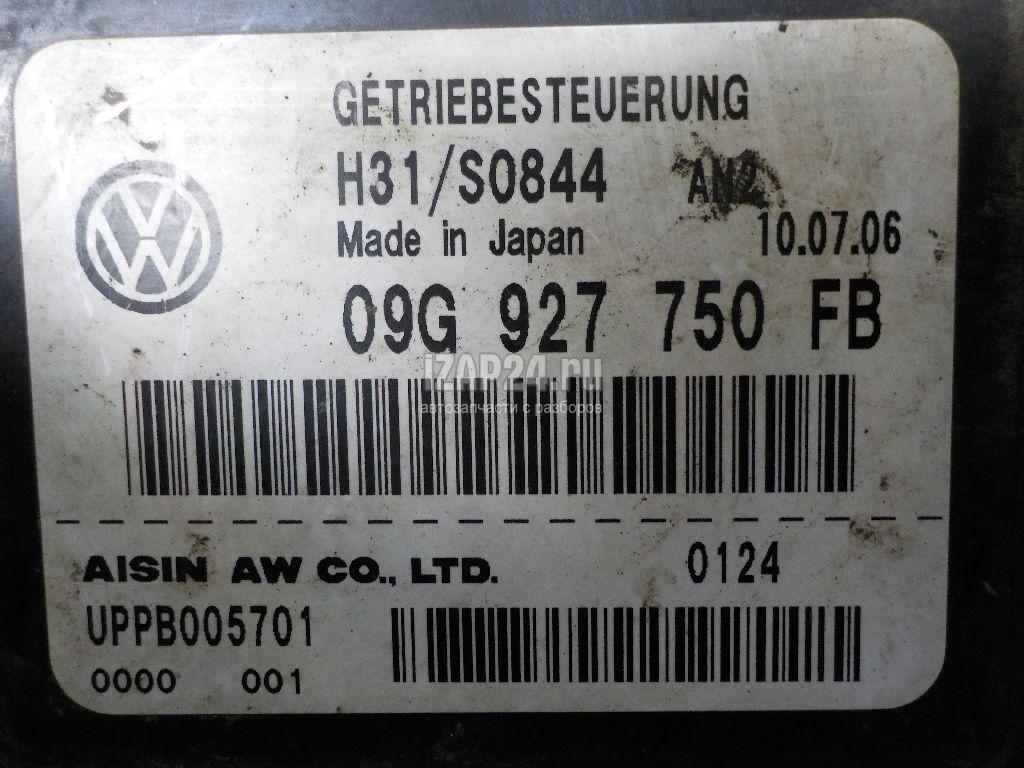 GETRIEBESTEUERUNG
H31/S0844 AN2
Made in Japan 10.07.06
09G 927 750 FB
iZAP24.ru
автозапчасти с разборов
AISIN AW CO., LTD. 0124
UPPB005701
0000 001